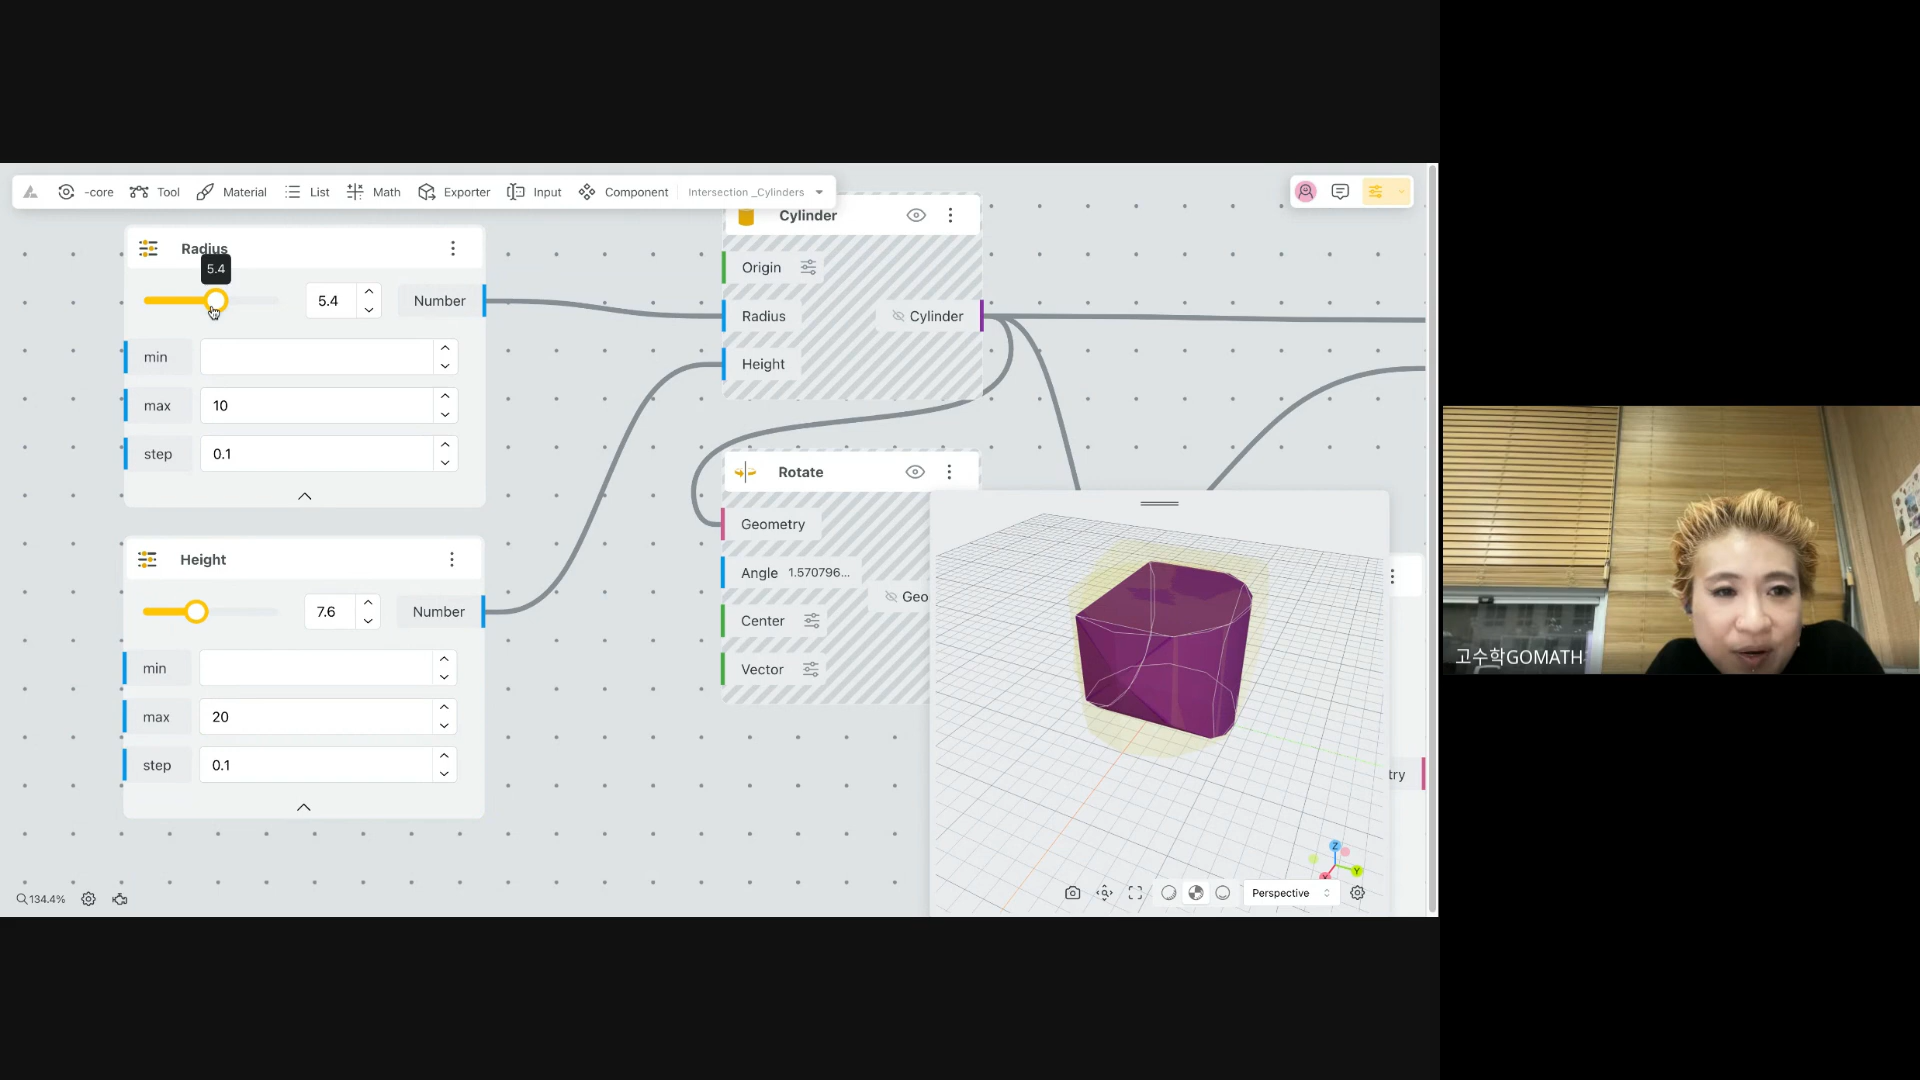 -core Tool Material List Math Exporter Input Component Intersection _Cylinders
Radius
5.4
5.4
Number
min
max 10
step 0.1
Height
7.6
Number
min
max 20
step 0.1
Cylinder
Origin
Radius
Cylinder
Height
Rotate
Geometry
Angle 1.570796...
Geo
Center
Vector
try
Z
Y
X
Perspective
134.4%
고수학GOMATH